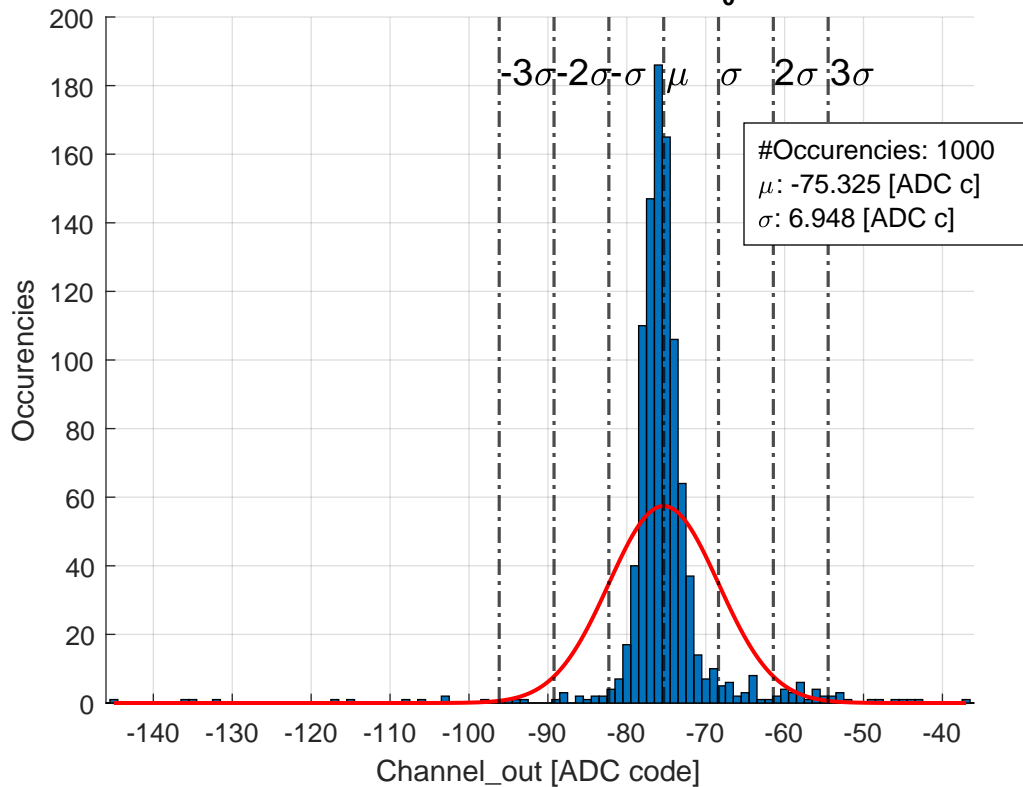 200
180
160
140
120
100
80
60
40
20
0
Occurencies
-3σ -2σ -σ μ σ 2σ 3σ
#Occurencies: 1000
μ: -75.325 [ADC c]
σ: 6.948 [ADC c]
-140 -130 -120 -110 -100 -90 -80 -70 -60 -50 -40
Channel_out [ADC code]